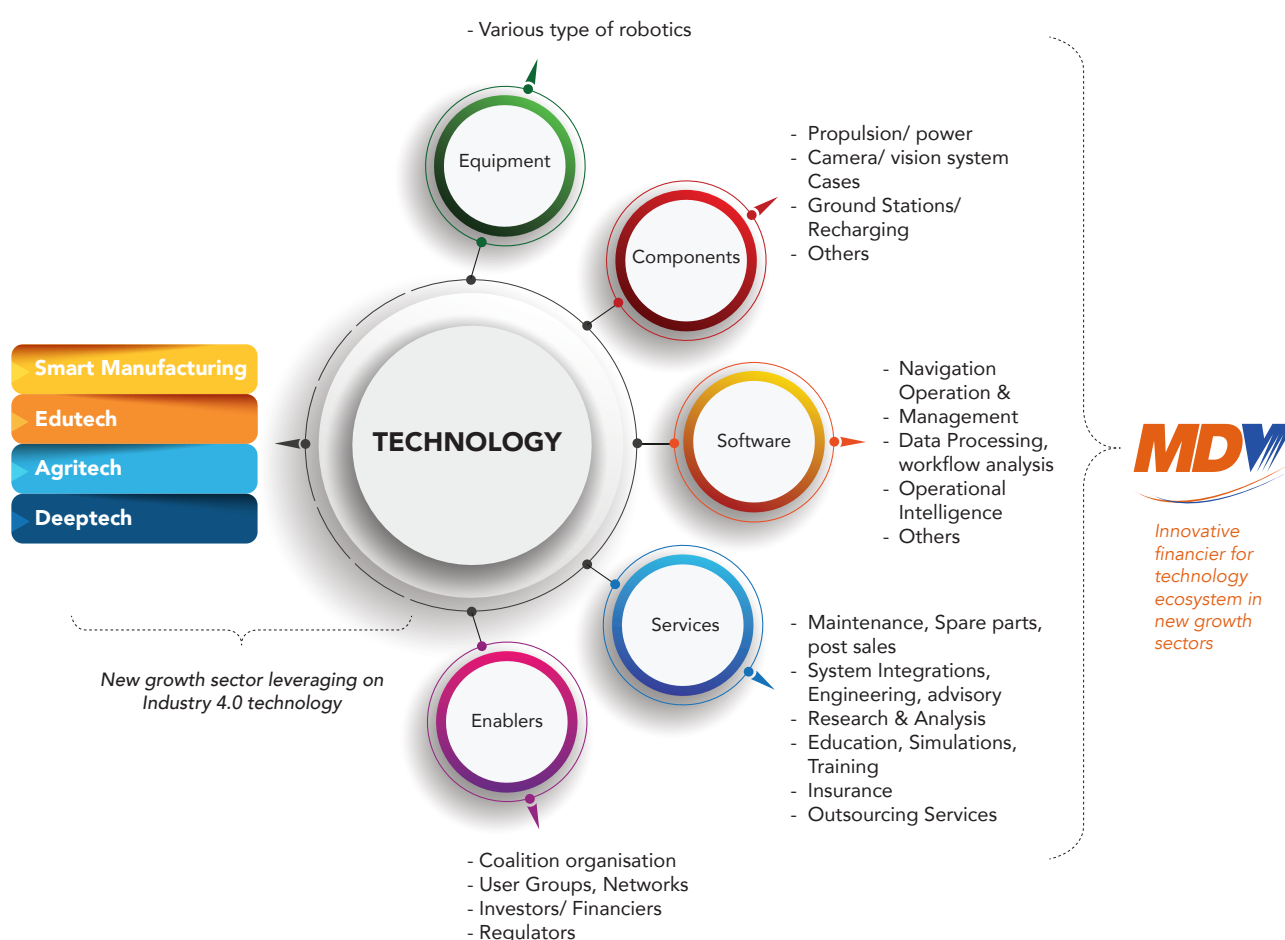 - Various type of robotics
Equipment
- Propulsion/ power
- Camera/ vision system
Cases
- Ground Stations/
Recharging
- Others
Components
Smart Manufacturing
Edutech
Agritech
Deeptech
TECHNOLOGY
Software
- Navigation
Operation &
- Management
- Data Processing,
workflow analysis
- Operational
Intelligence
- Others
MDV
Innovative
financier for
technology
ecosystem in
new growth
sectors
New growth sector leveraging on
Industry 4.0 technology
Services
- Maintenance, Spare parts,
post sales
- System Integrations,
Engineering, advisory
- Research & Analysis
- Education, Simulations,
Training
- Insurance
- Outsourcing Services
Enablers
- Coalition organisation
- User Groups, Networks
- Investors/ Financiers
- Regulators